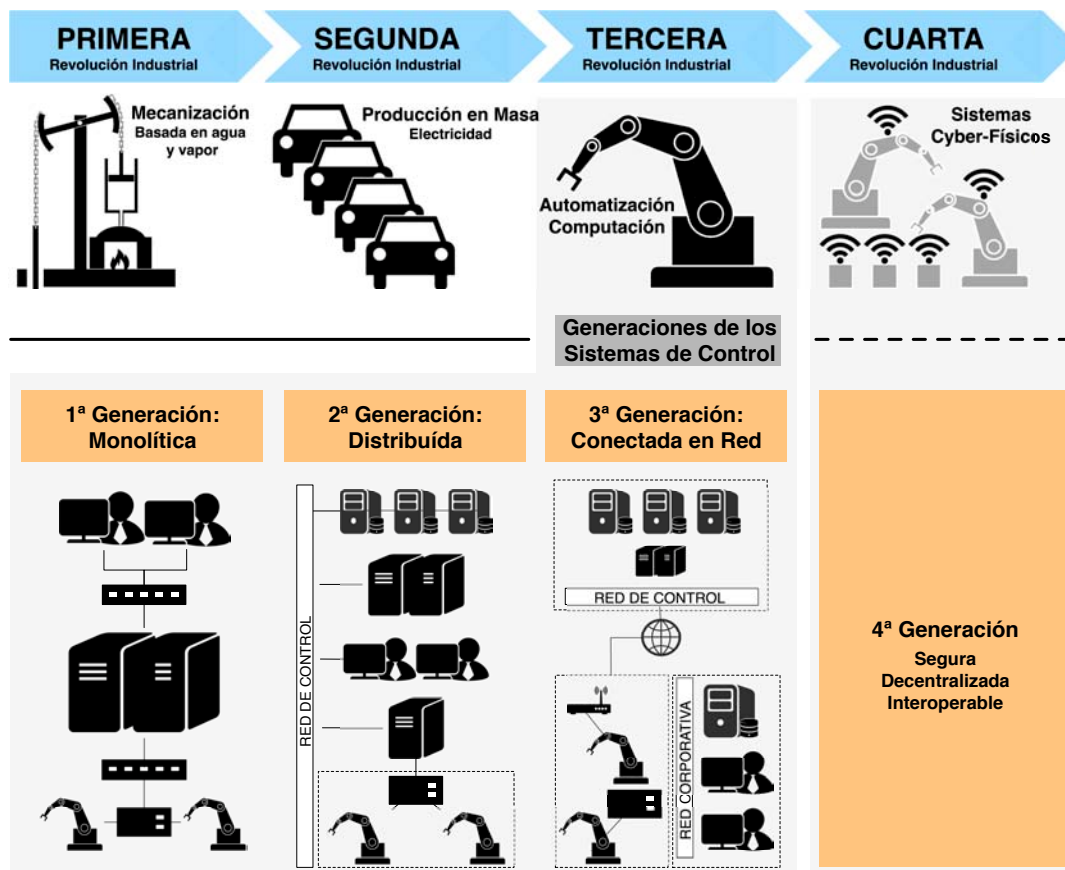 PRIMERA
Revolución Industrial
SEGUNDA
Revolución Industrial
TERCERA
Revolución Industrial
CUARTA
Revolución Industrial
Mecanización
Basada en agua
y vapor
Producción en Masa
Electricidad
Automatización
Computación
Sistemas
Cyber-Físicos
Generaciones de los
Sistemas de Control
1ª Generación:
Monolítica
2ª Generación:
Distribuída
3ª Generación:
Conectada en Red
RED DE CONTROL
RED DE CONTROL
RED CORPORATIVA
4ª Generación
Segura
Decentralizada
Interoperable